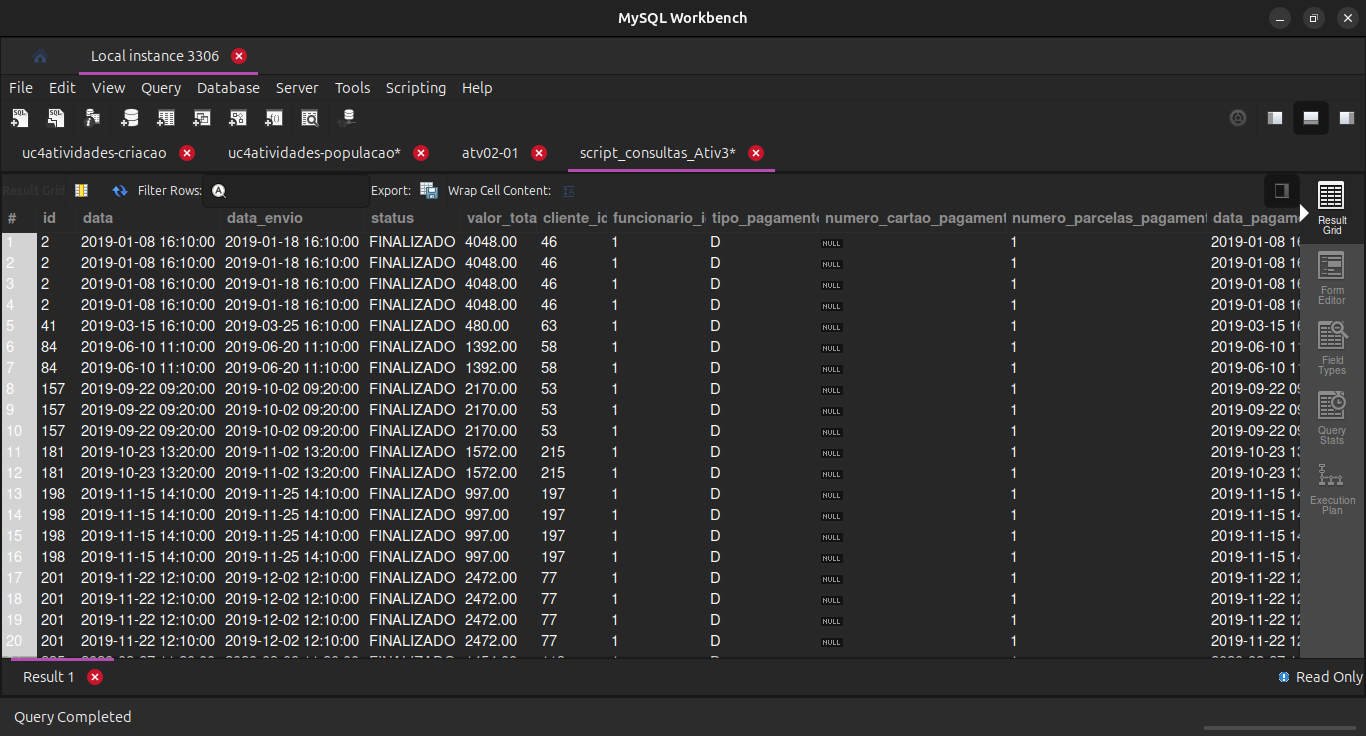 MySQL Workbench
Local instance 3306
File Edit View Query Database Server Tools Scripting Help
uc4atividades-criacao uc4atividades-populacao* atv02-01 script_consultas_Ativ3*
Result Grid Filter Rows: Export: Wrap Cell Content:
# id data data_envio status valor_tota cliente_ic funcionario_i tipo_pagamento numero_cartao_pagament numero_parcelas_pagament data_pagam
1 2 2019-01-08 16:10:00 2019-01-18 16:10:00 FINALIZADO 4048.00 46 1 D NULL 1 2019-01-08 16
2 2 2019-01-08 16:10:00 2019-01-18 16:10:00 FINALIZADO 4048.00 46 1 D NULL 1 2019-01-08 16
3 2 2019-01-08 16:10:00 2019-01-18 16:10:00 FINALIZADO 4048.00 46 1 D NULL 1 2019-01-08 16
4 2 2019-01-08 16:10:00 2019-01-18 16:10:00 FINALIZADO 4048.00 46 1 D NULL 1 2019-01-08 16
5 41 2019-03-15 16:10:00 2019-03-25 16:10:00 FINALIZADO 480.00 63 1 D NULL 1 2019-03-15 16
6 84 2019-06-10 11:10:00 2019-06-20 11:10:00 FINALIZADO 1392.00 58 1 D NULL 1 2019-06-10 11
7 84 2019-06-10 11:10:00 2019-06-20 11:10:00 FINALIZADO 1392.00 58 1 D NULL 1 2019-06-10 11
8 157 2019-09-22 09:20:00 2019-10-02 09:20:00 FINALIZADO 2170.00 53 1 D NULL 1 2019-09-22 09
9 157 2019-09-22 09:20:00 2019-10-02 09:20:00 FINALIZADO 2170.00 53 1 D NULL 1 2019-09-22 09
10 157 2019-09-22 09:20:00 2019-10-02 09:20:00 FINALIZADO 2170.00 53 1 D NULL 1 2019-09-22 09
11 181 2019-10-23 13:20:00 2019-11-02 13:20:00 FINALIZADO 1572.00 215 1 D NULL 1 2019-10-23 13
12 181 2019-10-23 13:20:00 2019-11-02 13:20:00 FINALIZADO 1572.00 215 1 D NULL 1 2019-10-23 13
13 198 2019-11-15 14:10:00 2019-11-25 14:10:00 FINALIZADO 997.00 197 1 D NULL 1 2019-11-15 14
14 198 2019-11-15 14:10:00 2019-11-25 14:10:00 FINALIZADO 997.00 197 1 D NULL 1 2019-11-15 14
15 198 2019-11-15 14:10:00 2019-11-25 14:10:00 FINALIZADO 997.00 197 1 D NULL 1 2019-11-15 14
16 198 2019-11-15 14:10:00 2019-11-25 14:10:00 FINALIZADO 997.00 197 1 D NULL 1 2019-11-15 14
17 201 2019-11-22 12:10:00 2019-12-02 12:10:00 FINALIZADO 2472.00 77 1 D NULL 1 2019-11-22 12
18 201 2019-11-22 12:10:00 2019-12-02 12:10:00 FINALIZADO 2472.00 77 1 D NULL 1 2019-11-22 12
19 201 2019-11-22 12:10:00 2019-12-02 12:10:00 FINALIZADO 2472.00 77 1 D NULL 1 2019-11-22 12
20 201 2019-11-22 12:10:00 2019-12-02 12:10:00 FINALIZADO 2472.00 77 1 D NULL 1 2019-11-22 12
Result
Grid
Form
Editor
Field
Types
Query
Stats
Execution
Plan
Result 1
Read Only
Query Completed